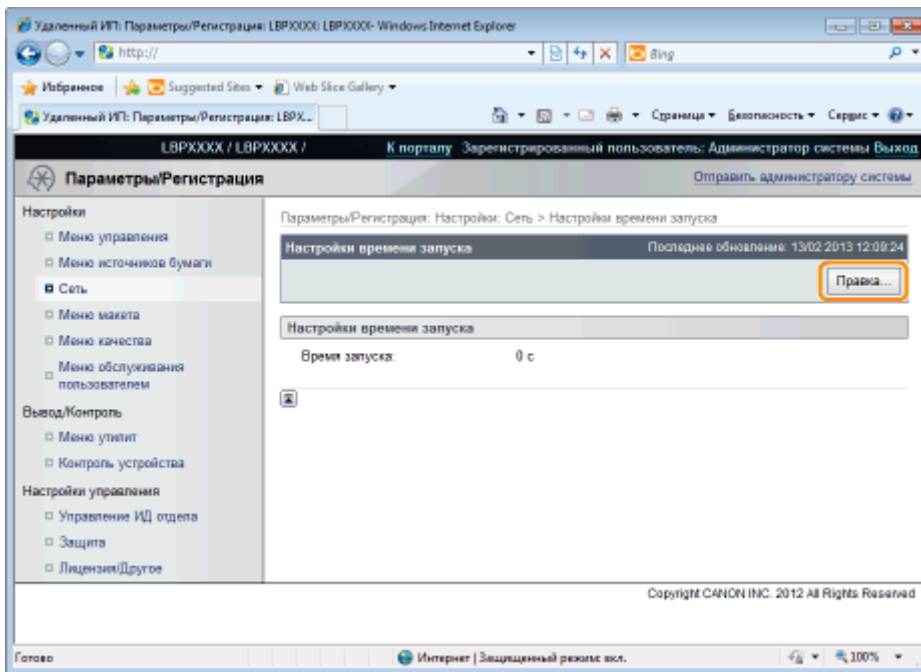 Удаленный ИП: Параметры/Регистрация: LBPXXXX: LBPXXXX- Windows Internet Explorer
http://
Bing
Избранное
Suggested Sites
Web Slice Gallery
Удаленный ИП: Параметры/Регистрация: LBPX...
Страница
Безопасность
Сервис
LBPXXXX / LBPXXXX /
К порталу Зарегистрированный пользователь: Администратор системы Выход
Параметры/Регистрация
Отправить администратору системы
Настройки
Меню управления
Меню источников бумаги
Сеть
Меню макета
Меню качества
Меню обслуживания
пользователем
Вывод/Контроль
Меню утилит
Контроль устройства
Настройки управления
Управление ИД отдела
Защита
Лицензия/Другое
Параметры/Регистрация: Настройки: Сеть > Настройки времени запуска
Настройки времени запуска
Последнее обновление: 13/02 2013 12:09:24
Правка...
Настройки времени запуска
Время запуска: 0 с
Copyright CANON INC. 2012 All Rights Reserved
Готово
Интернет | Защищенный режим: вкл.
100%